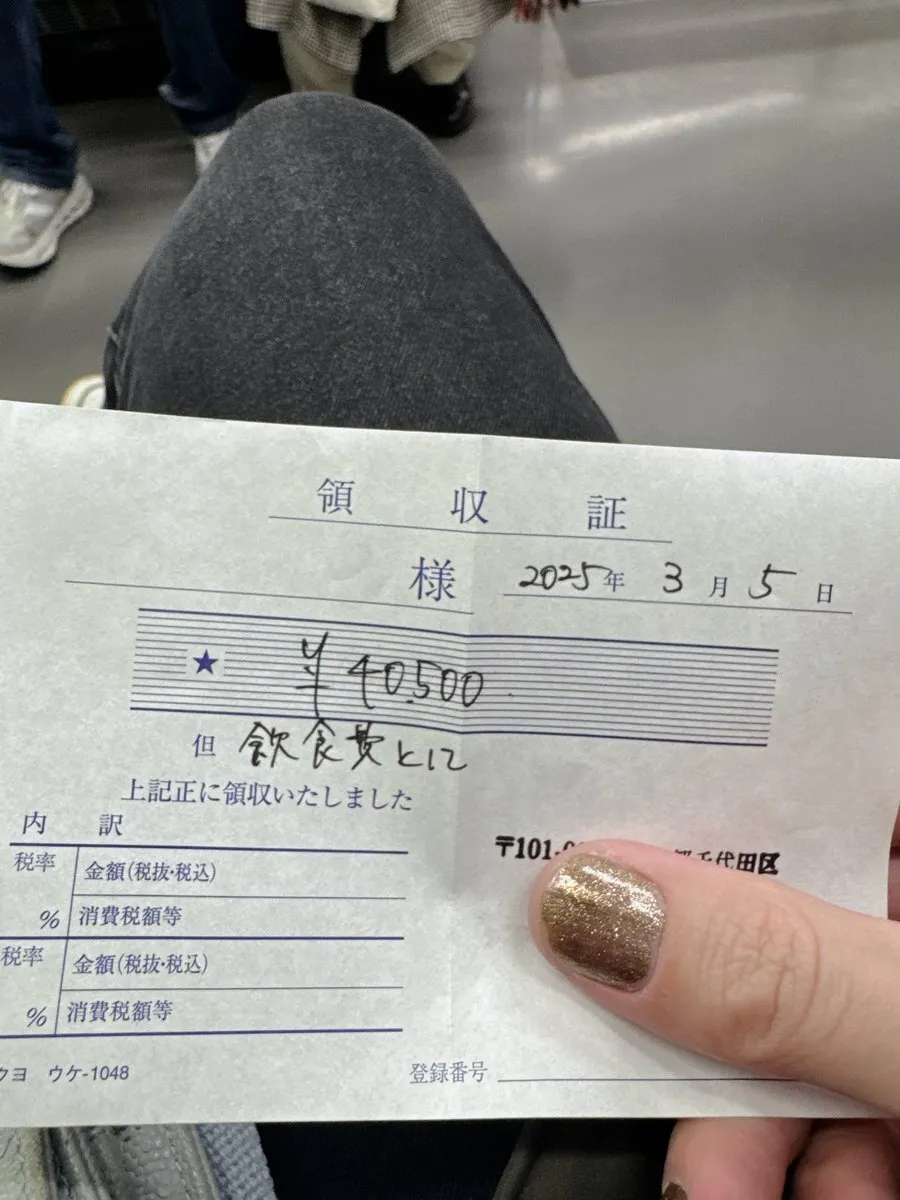 領 収 証
様 2025年 3月 5日
★ ¥40,500
但 飲食費とし
上記正に領収いたしました
内 訳
〒101-0
千代田区
税率 金額(税抜・税込)
% 消費税額等
税率 金額(税抜・税込)
% 消費税額等
クヨ ウケ-1048
登録番号